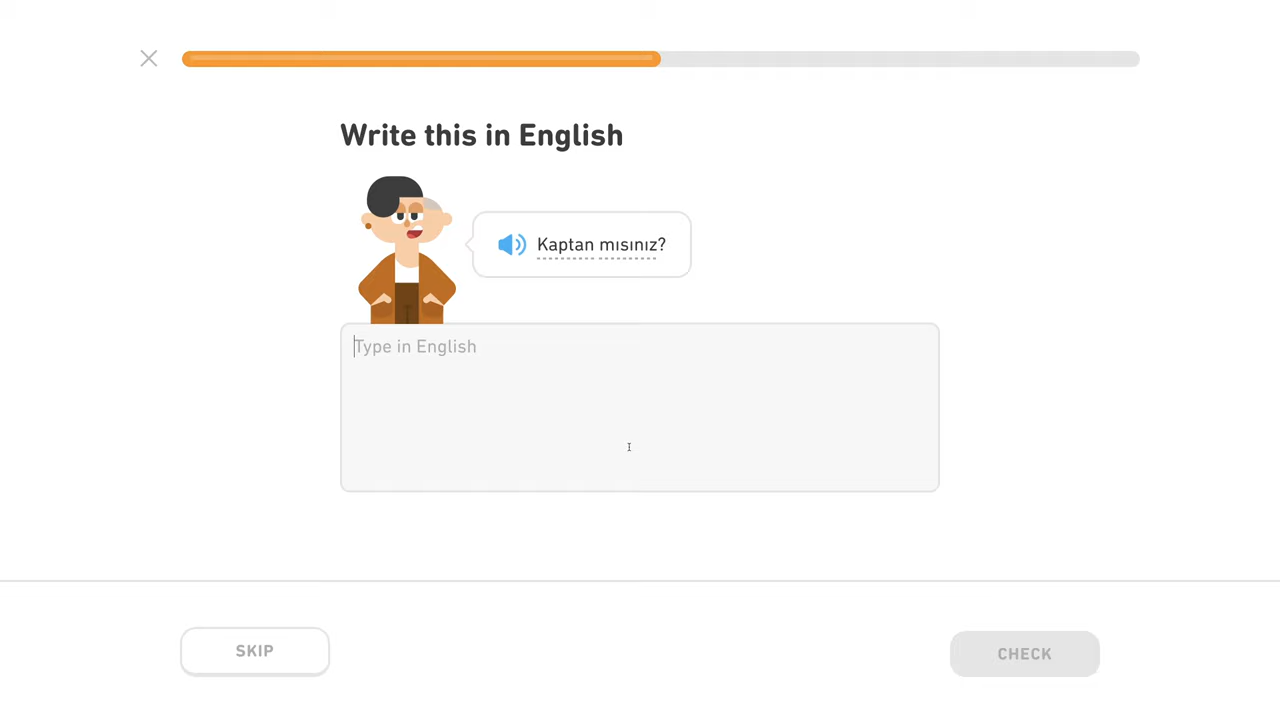 Write this in English
Kaptan mısınız?
Type in English
SKIP
CHECK